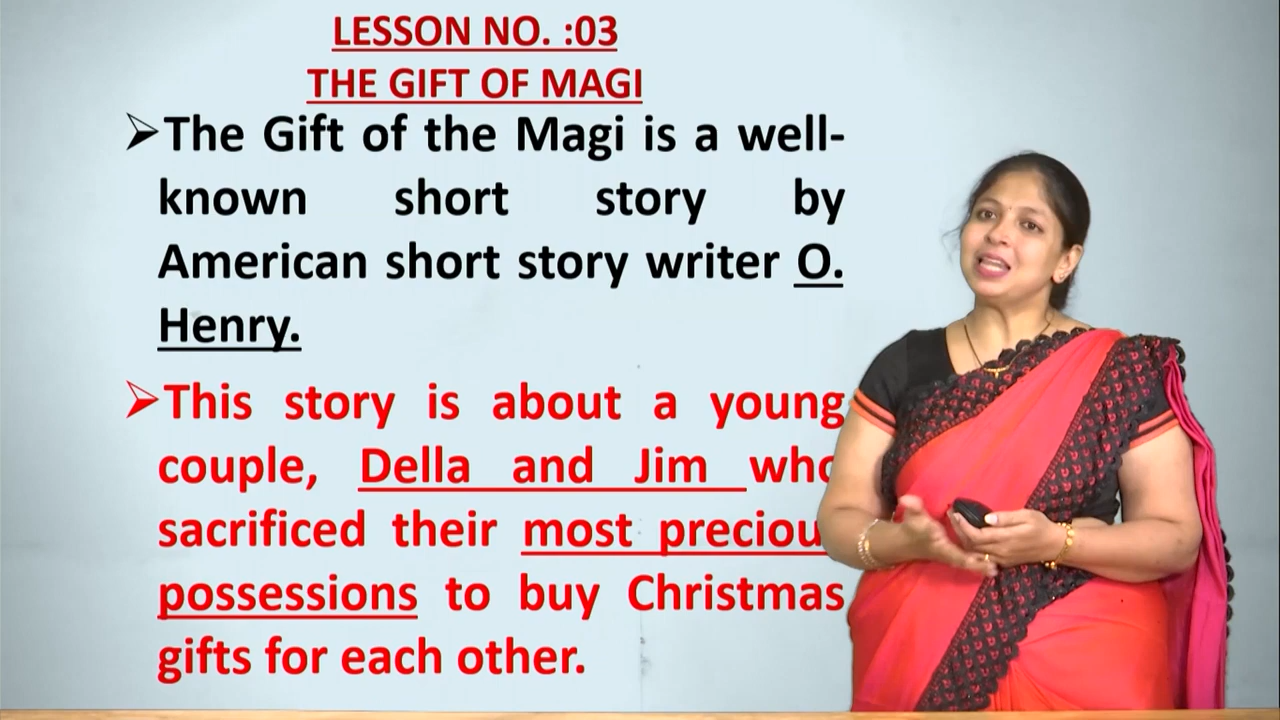 LESSON NO. :03
THE GIFT OF MAGI
➢The Gift of the Magi is a well-
known short story by
American short story writer O.
Henry.
➢This story is about a young
couple, Della and Jim who
sacrificed their most precious
possessions to buy Christmas
gifts for each other.